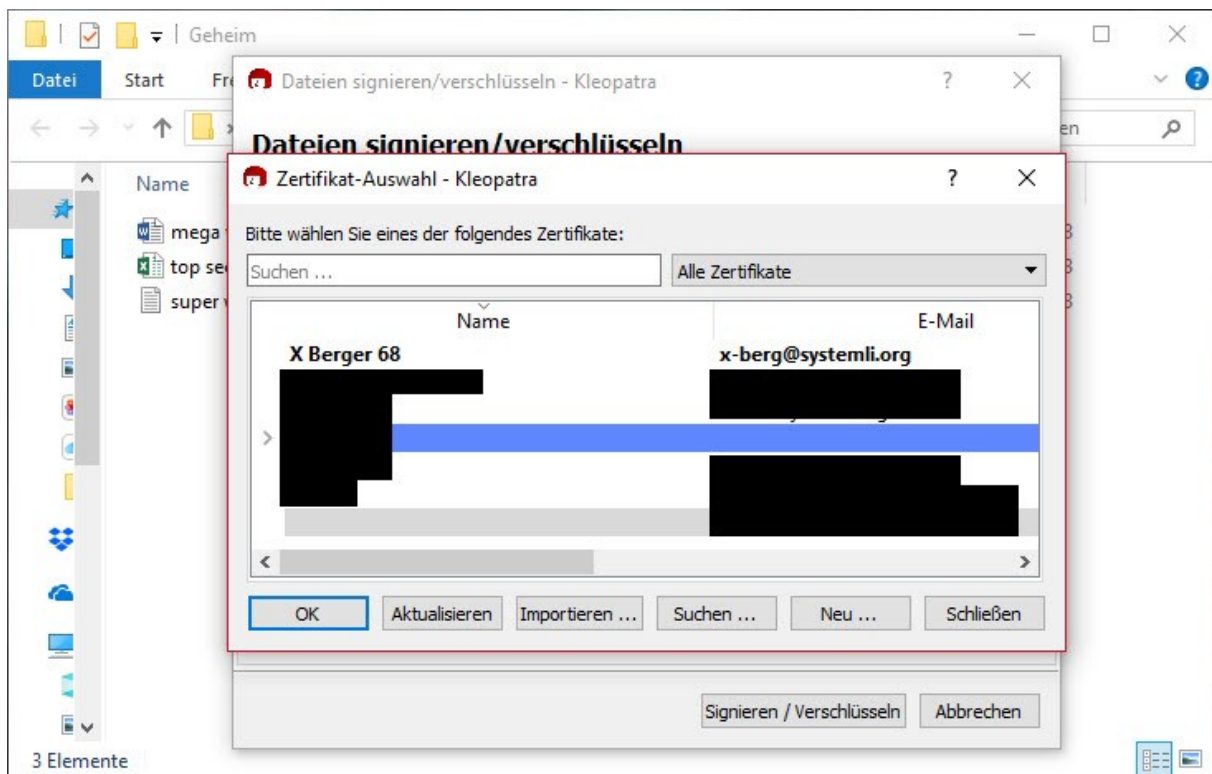 Geheim
Datei Start
Dateien signieren/verschlüsseln - Kleopatra
Dateien signieren/verschlüsseln
Name
mega
top
super
Zertifikat-Auswahl - Kleopatra
Bitte wählen Sie eines der folgendes Zertifikate:
Suchen ...
Alle Zertifikate
Name E-Mail
X Berger 68 x-berg@systemli.org
OK Aktualisieren Importieren ... Suchen ... Neu ... Schließen
Signieren / Verschlüsseln Abbrechen
3 Elemente